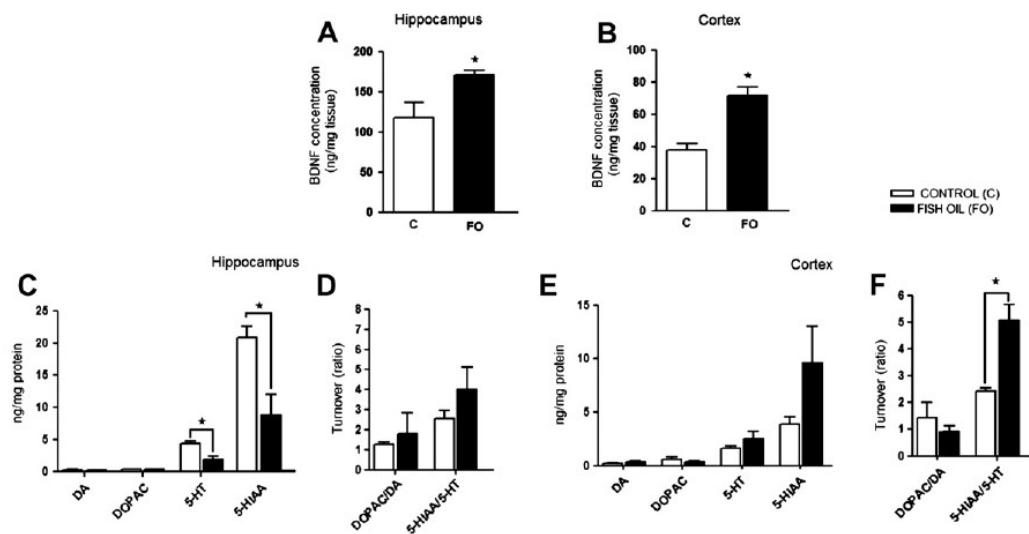 A
Hippocampus
BDNF concentration
(ng/mg tissue)
200
150
100
50
0
*
C
FO
B
Cortex
BDNF concentration
(ng/mg tissue)
100
80
60
40
20
0
*
C
FO
CONTROL (C)
FISH OIL (FO)
Hippocampus
C
ng/mg protein
25
20
15
10
5
0
*
*
DA
DOPAC
5-HT
5-HIAA
D
Turnover (ratio)
8
7
6
5
4
3
2
1
0
DOPAC/DA
5-HIAA/5-HT
Cortex
E
ng/mg protein
15
10
5
0
DA
DOPAC
5-HT
5-HIAA
F
Turnover (ratio)
6
5
4
3
2
1
0
*
DOPAC/DA
5-HIAA/5-HT